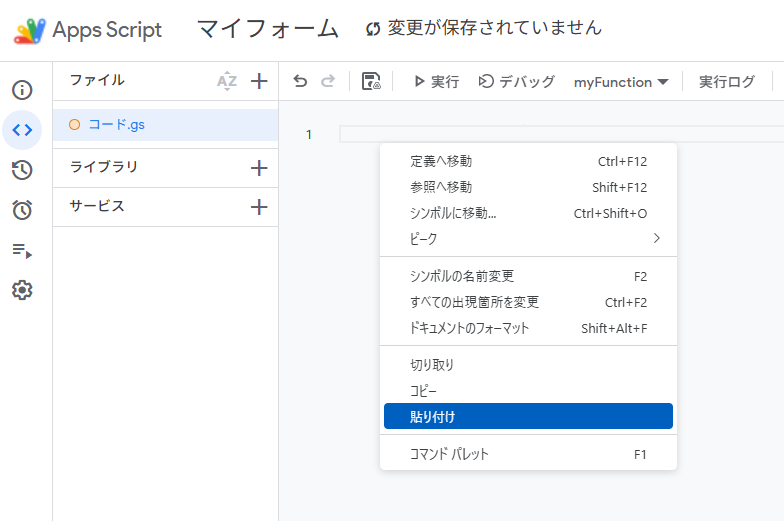 Apps Script マイフォーム 変更が保存されていません
ファイル AZ 実行 デバッグ myFunction 実行ログ
コード.gs
1
ライブラリ
サービス
定義へ移動 Ctrl+F12
参照へ移動 Shift+F12
シンボルに移動... Ctrl+Shift+O
ピーク
シンボルの名前変更 F2
すべての出現箇所を変更 Ctrl+F2
ドキュメントのフォーマット Shift+Alt+F
切り取り
コピー
貼り付け
コマンド パレット F1